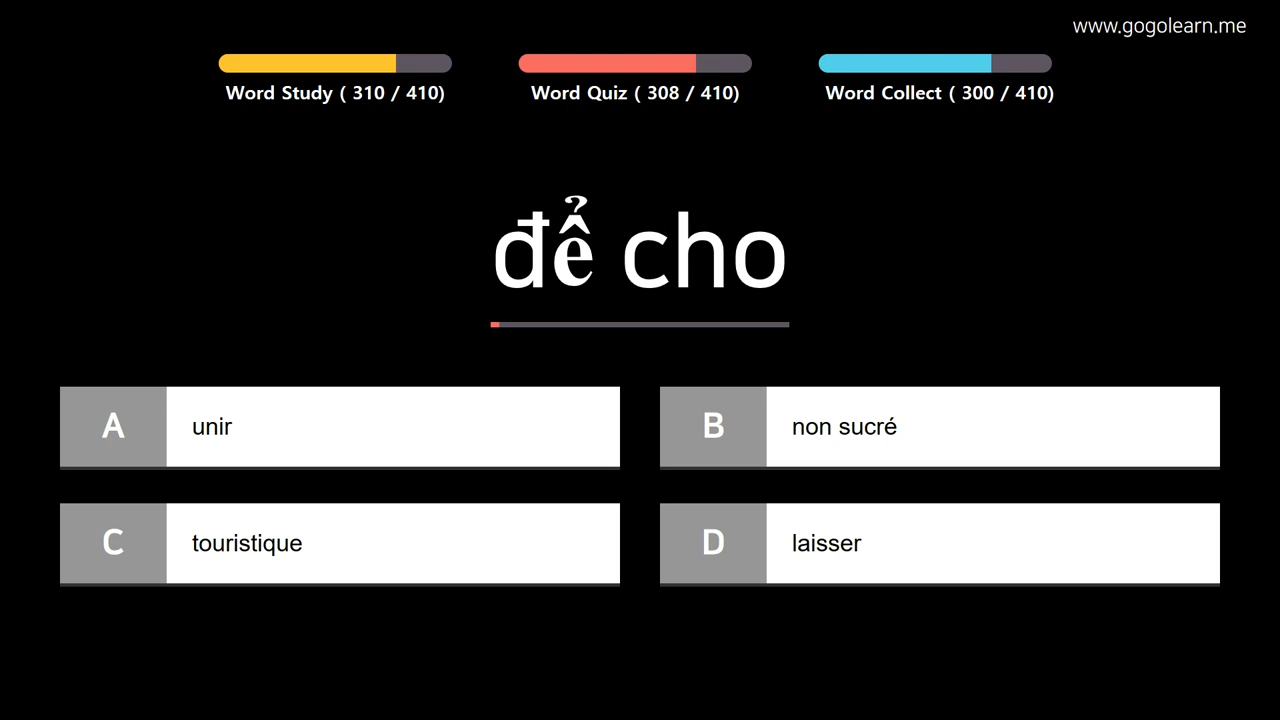 www.gogolearn.me
Word Study ( 310 / 410)
Word Quiz ( 308 / 410)
Word Collect ( 300 / 410)
để cho
A unir
B non sucré
C touristique
D laisser